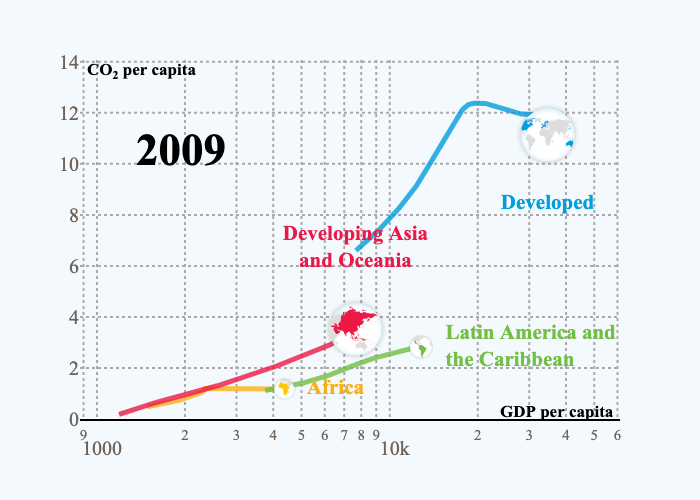 14
CO₂ per capita
12
2009
10
Developed
8
Developing Asia
and Oceania
6
4
Latin America and
the Caribbean
2
Africa
0
GDP per capita
9 2 3 4 5 6 7 8 9 2 3 4 5 6
1000 10k